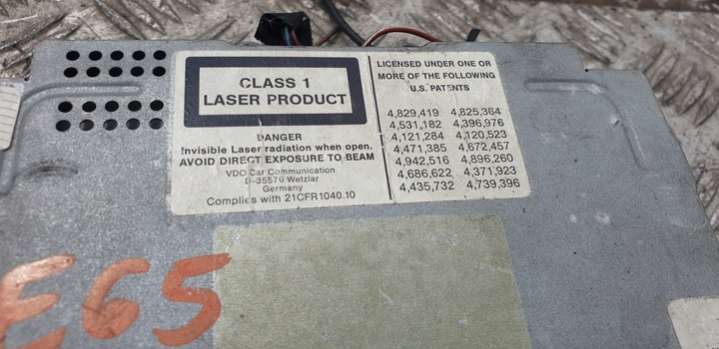 CLASS 1
LASER PRODUCT
DANGER
Invisible Laser radiation when open.
AVOID DIRECT EXPOSURE TO BEAM
VDO Car Communication
D-35576 Wetzlar
Germany
Complies with 21CFR1040.10
LICENSED UNDER ONE OR
MORE OF THE FOLLOWING
U.S. PATENTS
4,829,419 4,825,364
4,531,182 4,396,976
4,121,284 4,120,523
4,471,385 4,672,457
4,942,516 4,896,260
4,686,622 4,371,923
4,435,732 4,739,396
E65